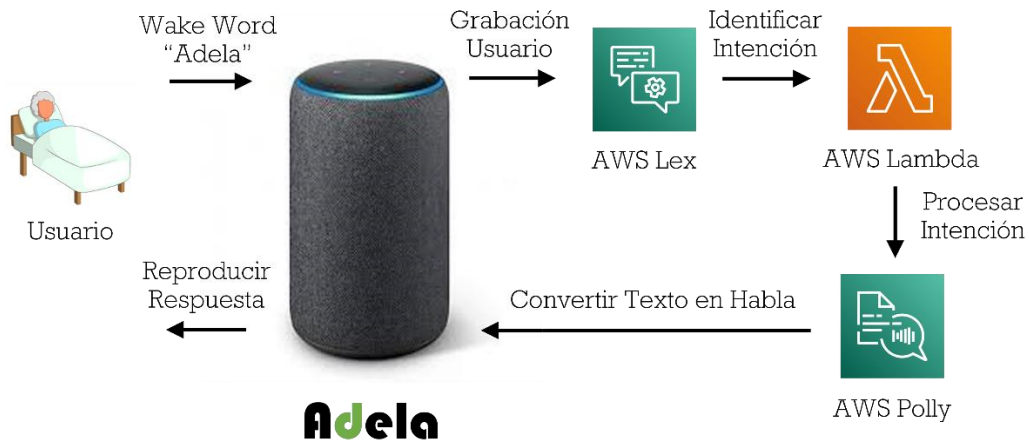 Wake Word
“Adela”
Grabación
Usuario
Identificar
Intención
AWS Lex
AWS Lambda
Usuario
Procesar
Intención
Reproducir
Respuesta
Convertir Texto en Habla
AWS Polly
Adela